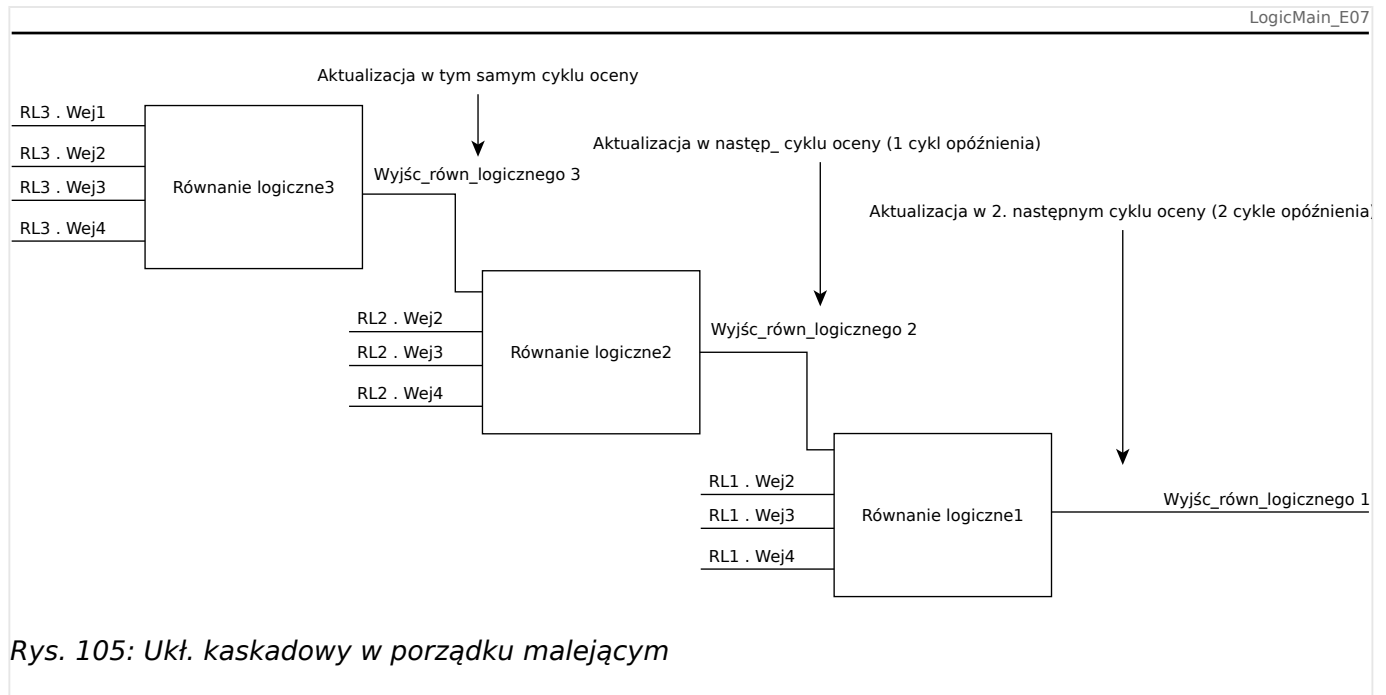 LogicMain_E07
Aktualizacja w tym samym cyklu oceny
RL3 . Wej1
RL3 . Wej2
RL3 . Wej3
RL3 . Wej4
Równanie logiczne3
Wyjśc_równ_logicznego 3
Aktualizacja w następ_ cyklu oceny (1 cykl opóźnienia)
Aktualizacja w 2. następnym cyklu oceny (2 cykle opóźnienia)
RL2 . Wej2
RL2 . Wej3
RL2 . Wej4
Równanie logiczne2
Wyjśc_równ_logicznego 2
RL1 . Wej2
RL1 . Wej3
RL1 . Wej4
Równanie logiczne1
Wyjśc_równ_logicznego 1
Rys. 105: Ukł. kaskadowy w porządku malejącym